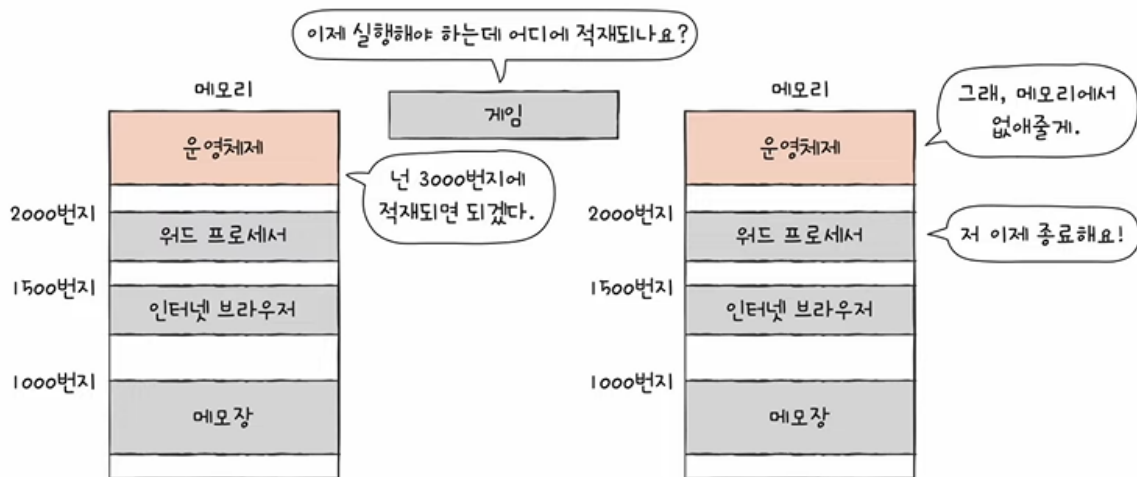 이제 실행해야 하는데 어디에 적재되나요?
메모리
게임
운영체제
넌 3000번지에
적재되면 되겠다.
2000번지
워드 프로세서
1500번지
인터넷 브라우저
1000번지
메모장
메모리
그래, 메모리에서
없애줄게.
운영체제
2000번지
워드 프로세서
저 이제 종료해요!
1500번지
인터넷 브라우저
1000번지
메모장